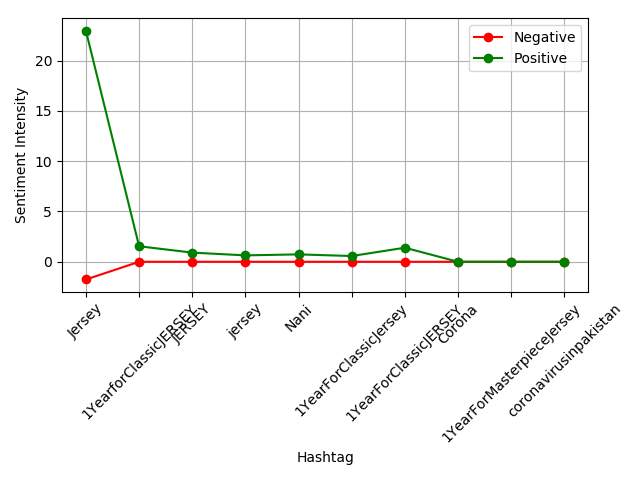 Negative
Positive
Sentiment Intensity
20
15
10
5
0
Jersey
1YearforClassicJERSEY
JERSEY
jersey
Nani
1YearForClassicJersey
1YearForClassicJERSEY
Corona
1YearForMasterpieceJersey
coronavirusinpakistan
Hashtag